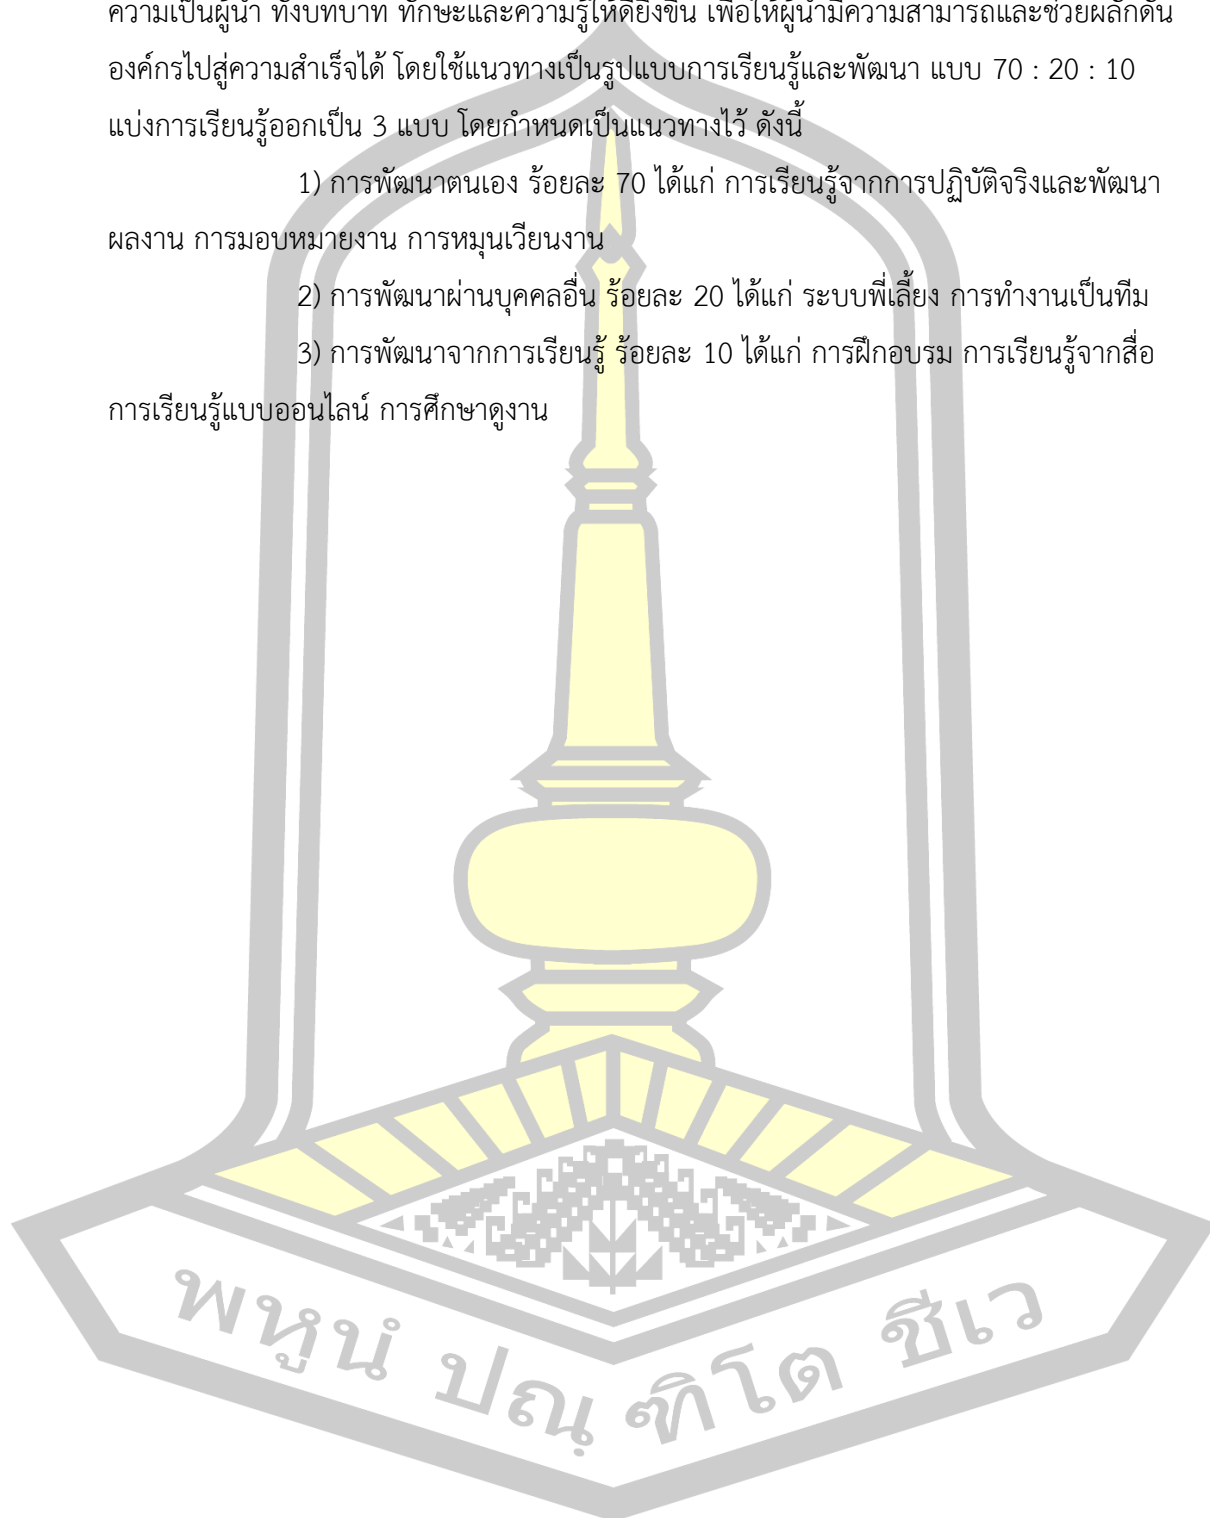 ความเป็นผู้นำ ทั้งบทบาท ทักษะและความรู้ให้ดียิ่งขึ้น เพื่อให้ผู้นำมีความสามารถและช่วยผลักดัน
องค์กรไปสู่ความสำเร็จได้ โดยใช้แนวทางเป็นรูปแบบการเรียนรู้และพัฒนา แบบ 70 : 20 : 10
แบ่งการเรียนรู้ออกเป็น 3 แบบ โดยกำหนดเป็นแนวทางไว้ ดังนี้
1) การพัฒนาตนเอง ร้อยละ 70 ได้แก่ การเรียนรู้จากการปฏิบัติจริงและพัฒนา
ผลงาน การมอบหมายงาน การหมุนเวียนงาน
2) การพัฒนาผ่านบุคคลอื่น ร้อยละ 20 ได้แก่ ระบบพี่เลี้ยง การทำงานเป็นทีม
3) การพัฒนาจากการเรียนรู้ ร้อยละ 10 ได้แก่ การฝึกอบรม การเรียนรู้จากสื่อ
การเรียนรู้แบบออนไลน์ การศึกษาดูงาน
พหูนํ ปณฺ ฑิโต ชีเว